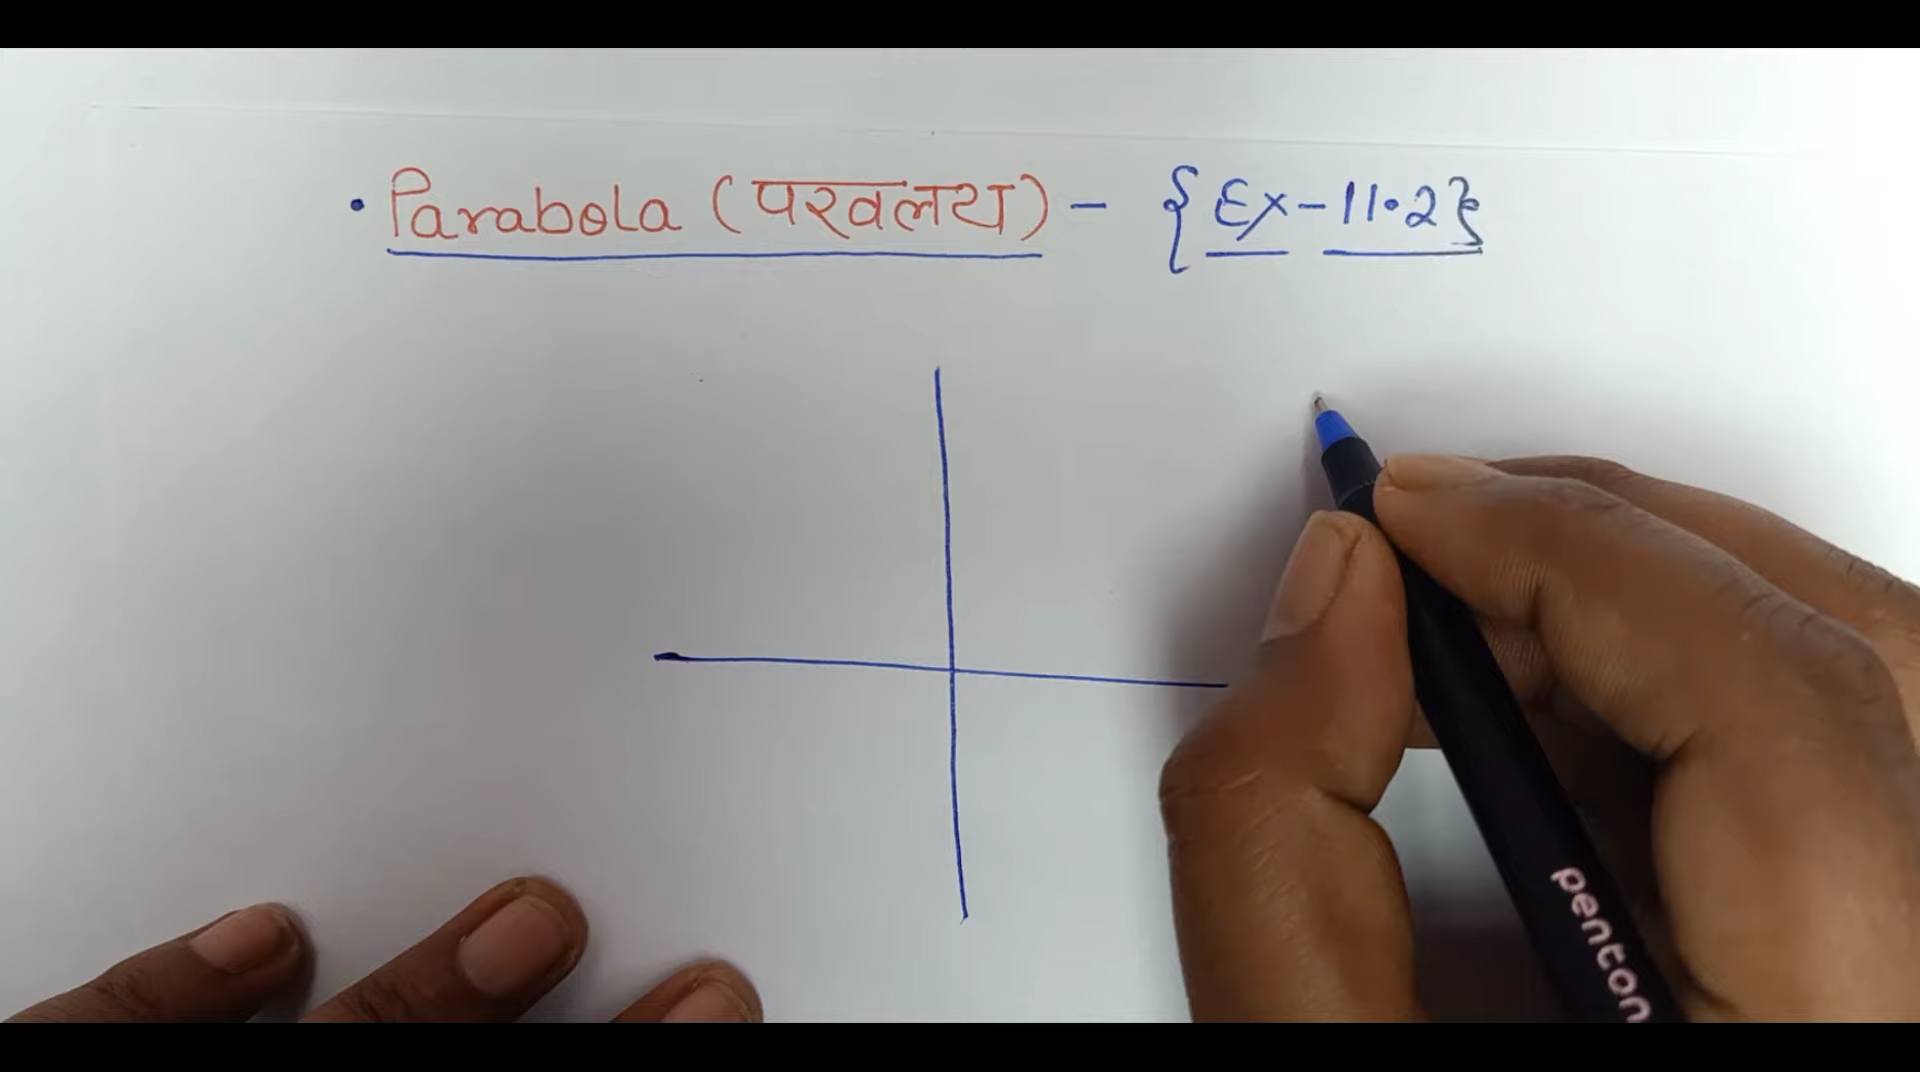 • Parabola (परवलय) - {Ex-11.2}
penton